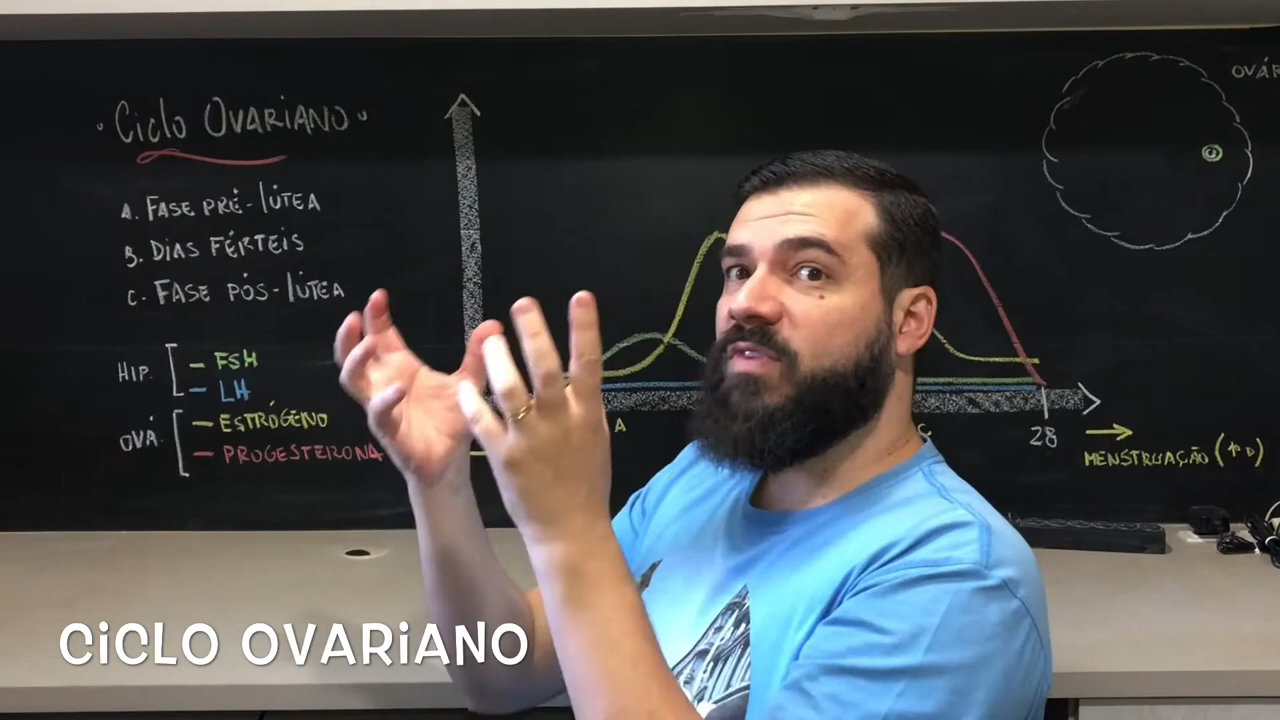 Ciclo OVARIANO
A. FASE PRÉ-LÚTEA
B. DIAS FÉRTEIS
C. FASE PÓS-LÚTEA
HIP.
FSH
LH
OVÁ.
ESTRÓGENO
PROGESTERONA
A
C
28
MENSTRUAÇÃO
OVÁR
CiCLO OVARiANO